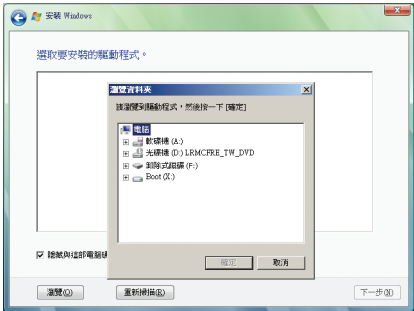 安裝 Windows
選取要安裝的驅動程式。
瀏覽資料夾
請瀏覽到驅動程式，然後按一下 [確定]
電腦
軟碟機 (A:)
光碟機 (D:) LRMCFRE_TW_DVD
卸除式磁碟 (F:)
Boot (X:)
隱藏與這部電腦硬
確定
取消
瀏覽(O)
重新掃描(R)
下一步(N)